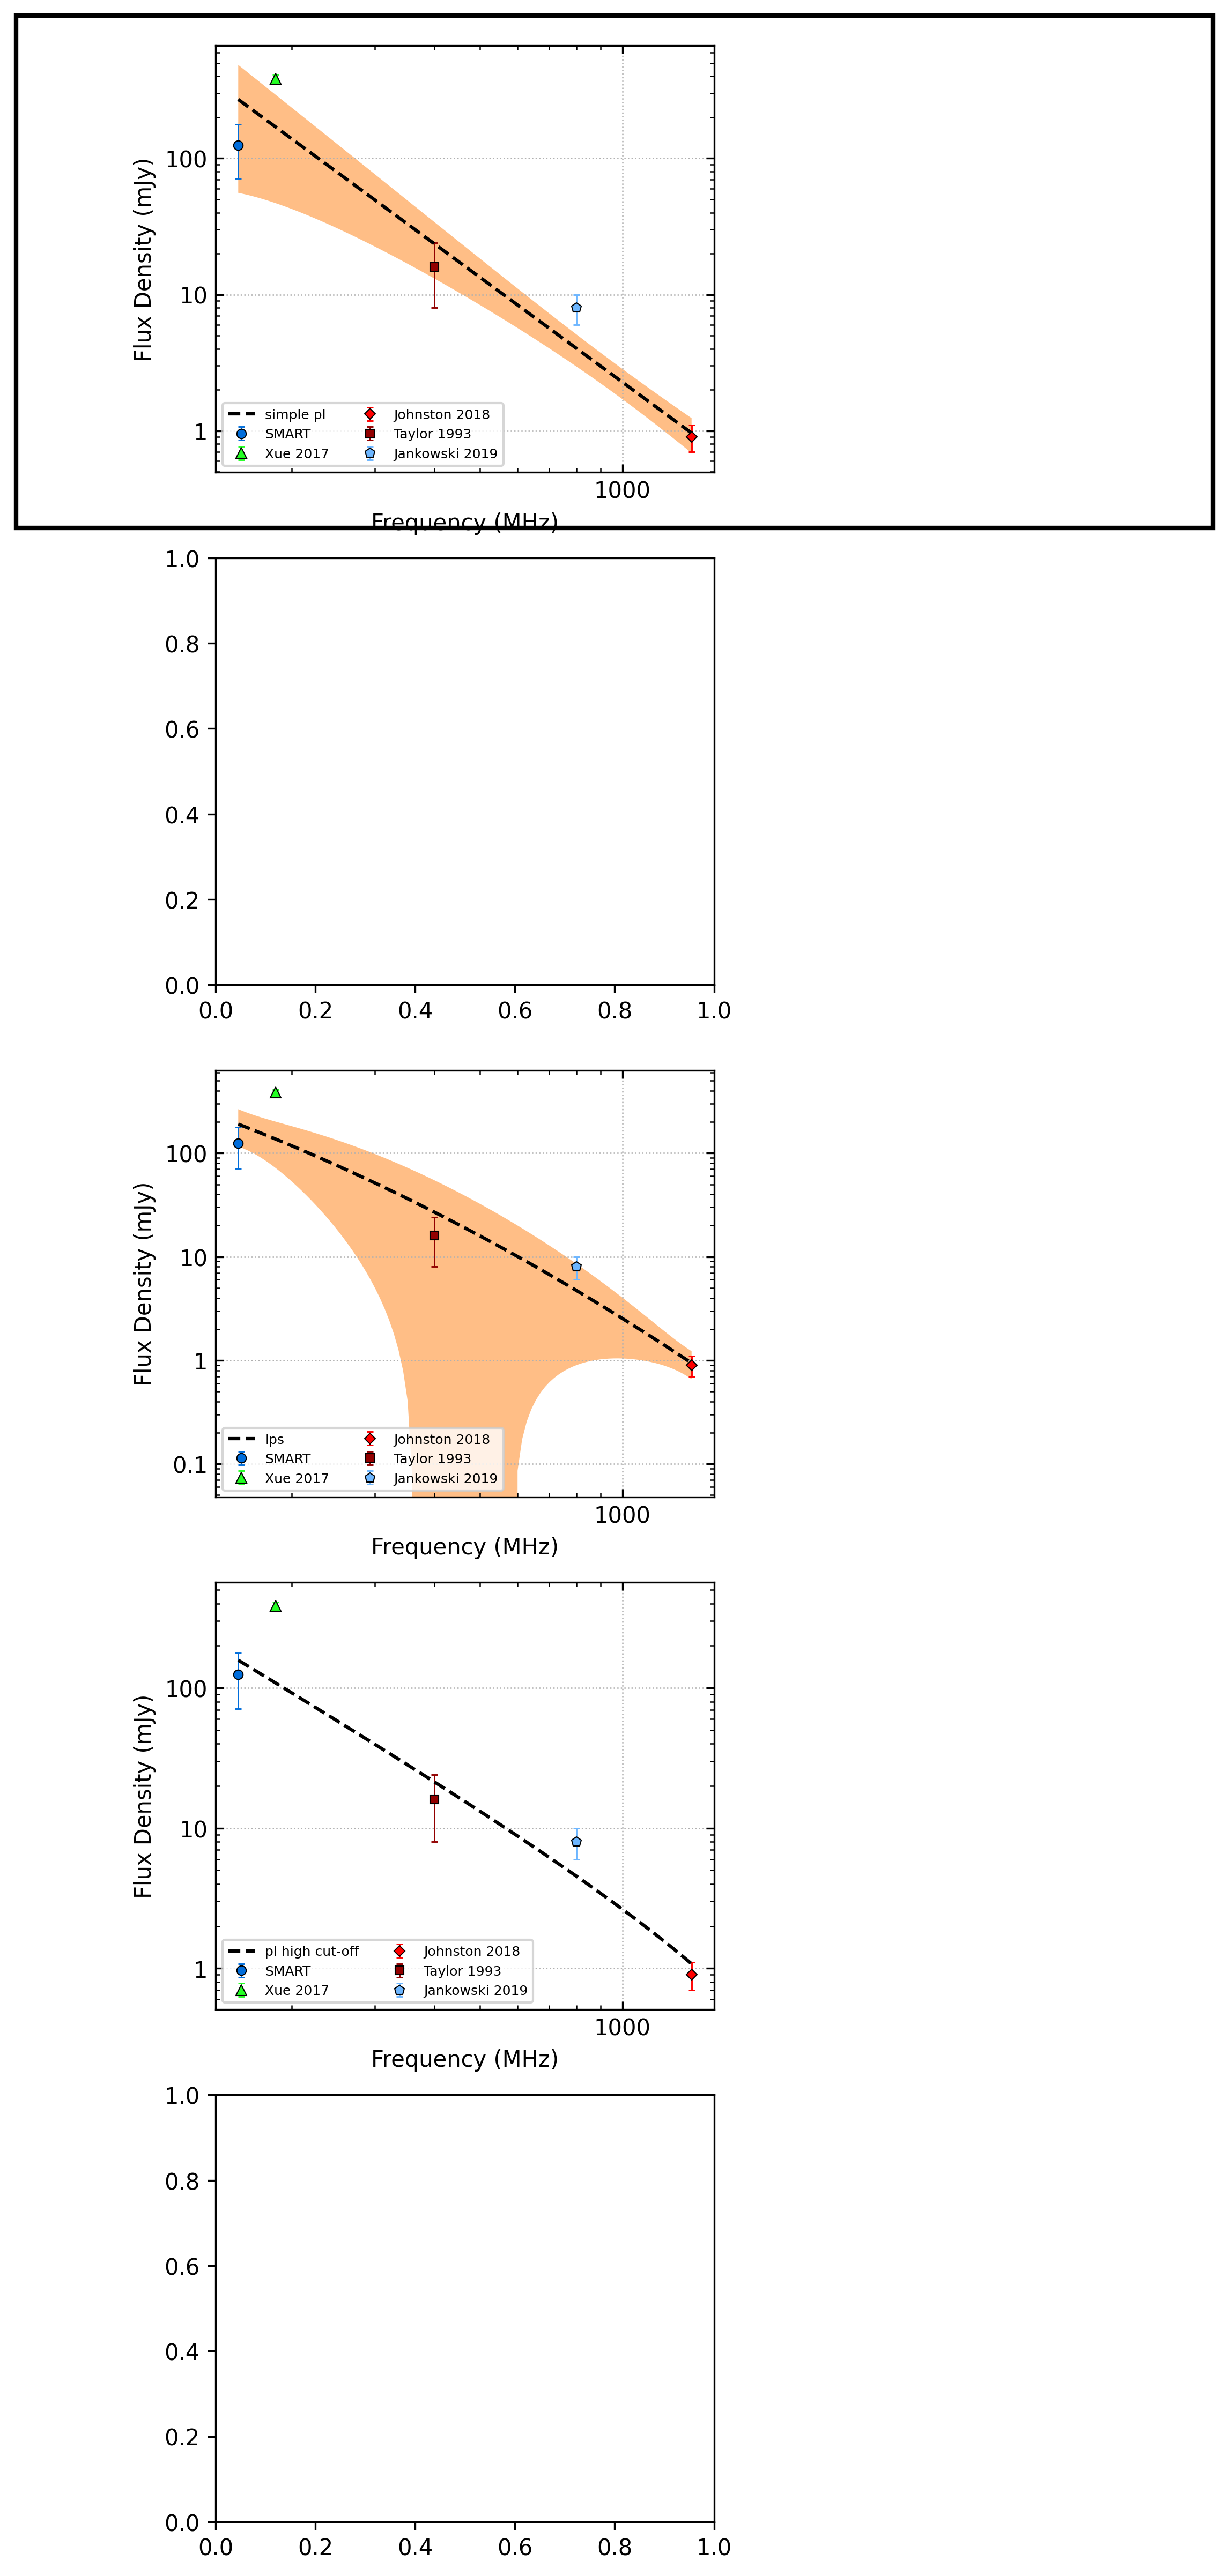 100
10
1
Flux Density (mJy)
simple pl
SMART
Xue 2017
Johnston 2018
Taylor 1993
Jankowski 2019
1000
Frequency (MHz)
1.0
0.8
0.6
0.4
0.2
0.0
0.0 0.2 0.4 0.6 0.8 1.0
100
10
1
0.1
Flux Density (mJy)
lps
SMART
Xue 2017
Johnston 2018
Taylor 1993
Jankowski 2019
1000
Frequency (MHz)
100
10
1
Flux Density (mJy)
pl high cut-off
SMART
Xue 2017
Johnston 2018
Taylor 1993
Jankowski 2019
1000
Frequency (MHz)
1.0
0.8
0.6
0.4
0.2
0.0
0.0 0.2 0.4 0.6 0.8 1.0